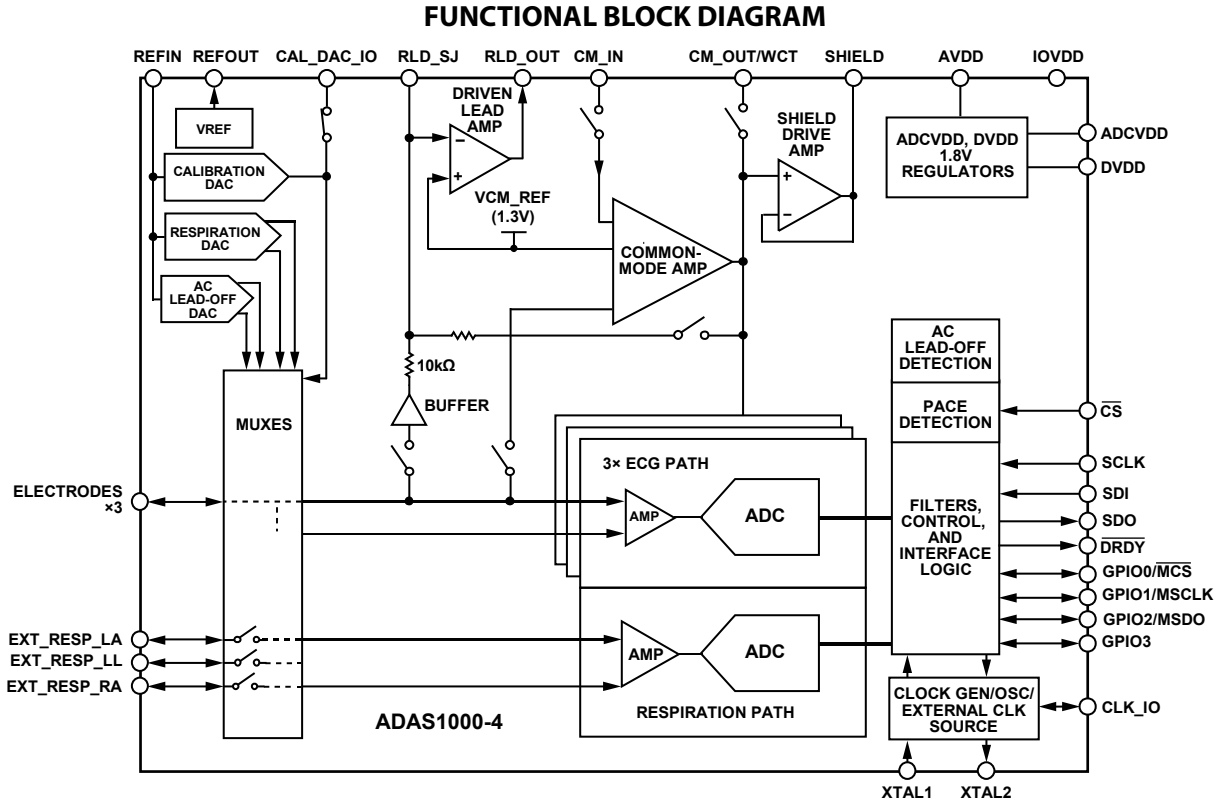 FUNCTIONAL BLOCK DIAGRAM
REFIN
REFOUT
CAL_DAC_IO
RLD_SJ
RLD_OUT
CM_IN
CM_OUT/WCT
SHIELD
AVDD
IOVDD
VREF
CALIBRATION
DAC
RESPIRATION
DAC
AC
LEAD-OFF
DAC
DRIVEN
LEAD
AMP
–
+
VCM_REF
(1.3V)
COMMON-
MODE AMP
SHIELD
DRIVE
AMP
+
–
ADCVDD, DVDD
1.8V
REGULATORS
ADCVDD
DVDD
10kΩ
BUFFER
MUXES
AC
LEAD-OFF
DETECTION
PACE
DETECTION
FILTERS,
CONTROL,
AND
INTERFACE
LOGIC
3× ECG PATH
AMP
ADC
AMP
ADC
RESPIRATION PATH
ELECTRODES
×3
EXT_RESP_LA
EXT_RESP_LL
EXT_RESP_RA
ADAS1000-4
CS
SCLK
SDI
SDO
DRDY
GPIO0/MCS
GPIO1/MSCLK
GPIO2/MSDO
GPIO3
CLOCK GEN/OSC/
EXTERNAL CLK
SOURCE
CLK_IO
XTAL1
XTAL2